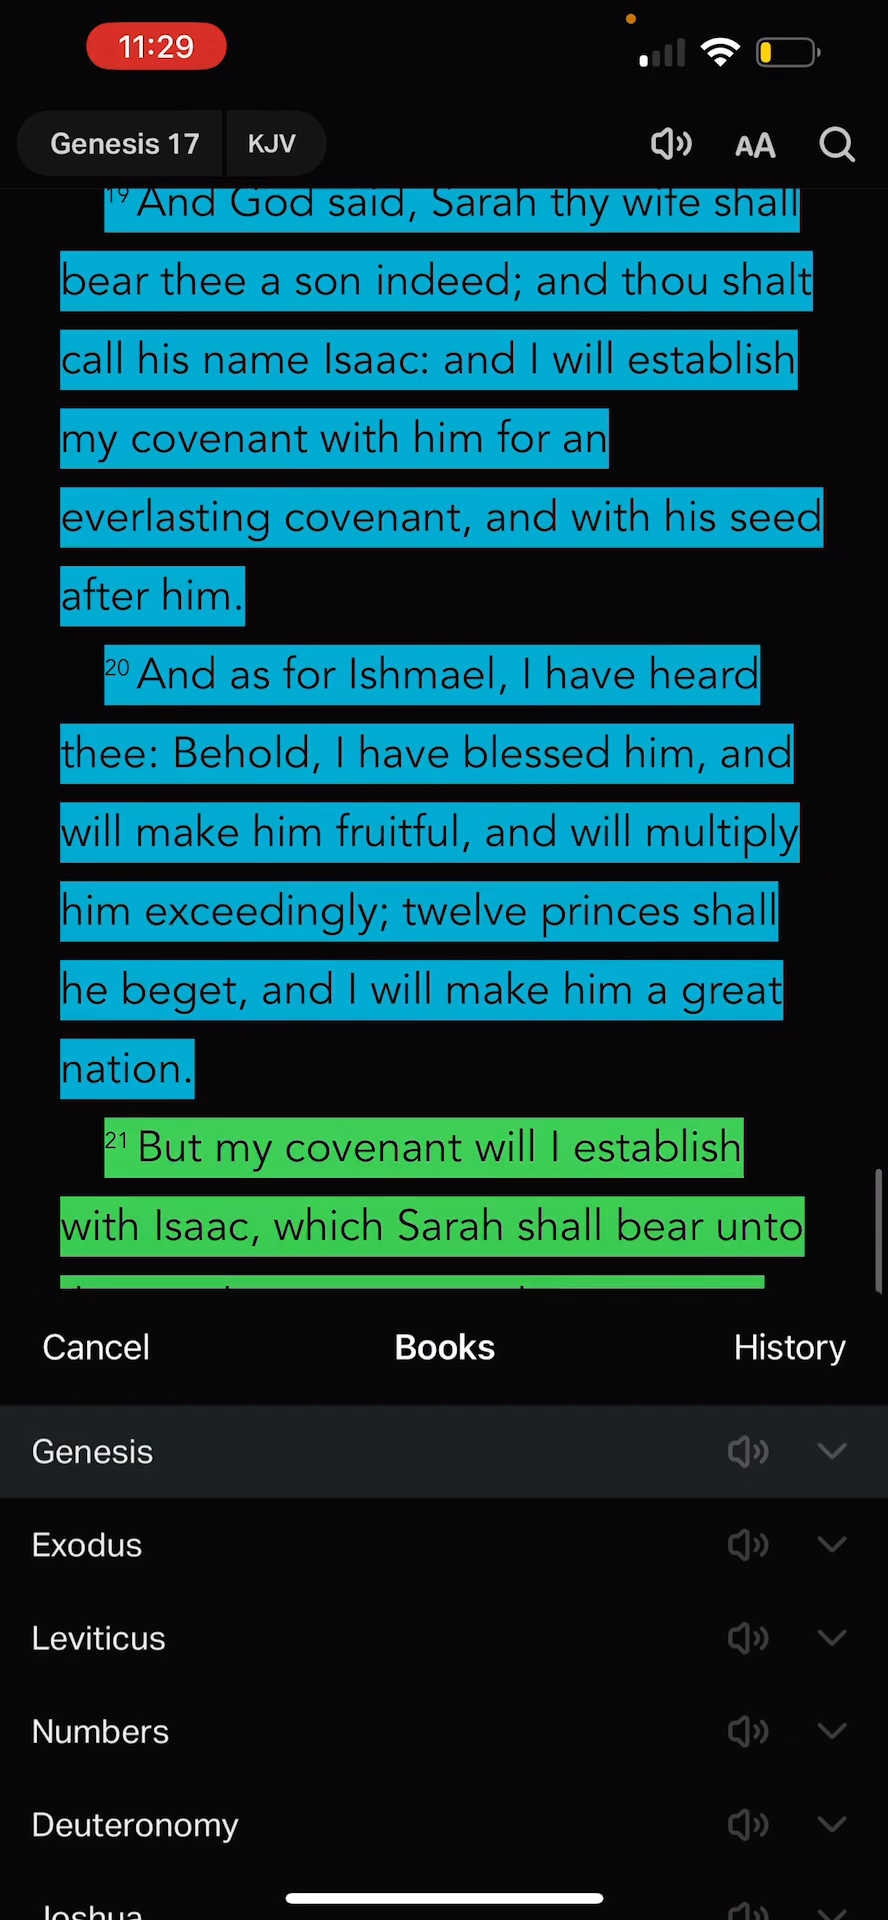 11:29
Genesis 17 KJV AA
19 And God said, Sarah thy wife shall
bear thee a son indeed; and thou shalt
call his name Isaac: and I will establish
my covenant with him for an
everlasting covenant, and with his seed
after him.
20 And as for Ishmael, I have heard
thee: Behold, I have blessed him, and
will make him fruitful, and will multiply
him exceedingly; twelve princes shall
he beget, and I will make him a great
nation.
21 But my covenant will I establish
with Isaac, which Sarah shall bear unto
Cancel Books History
Genesis
Exodus
Leviticus
Numbers
Deuteronomy
Joshua